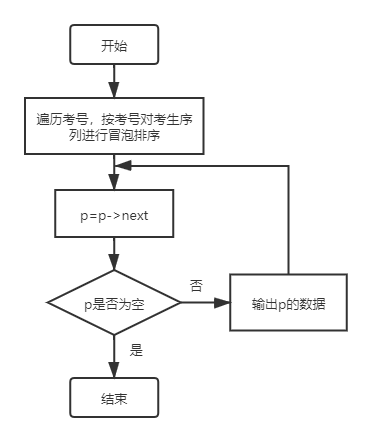 开始
遍历考号，按考号对考生序
列进行冒泡排序
p=p->next
p是否为空
否
输出p的数据
是
结束